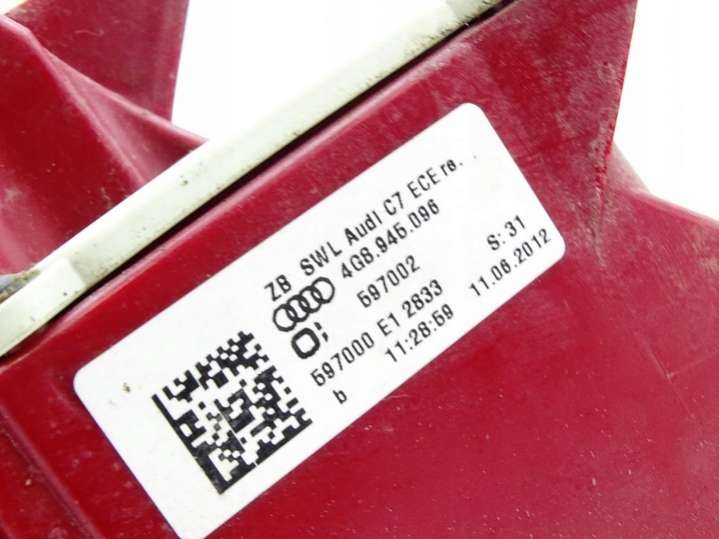 ZB SWL Audi C7 ECE re.
4G8.945.096
597002 S: 31
597000 E1 2833 11.06.2012
b 11:28:59